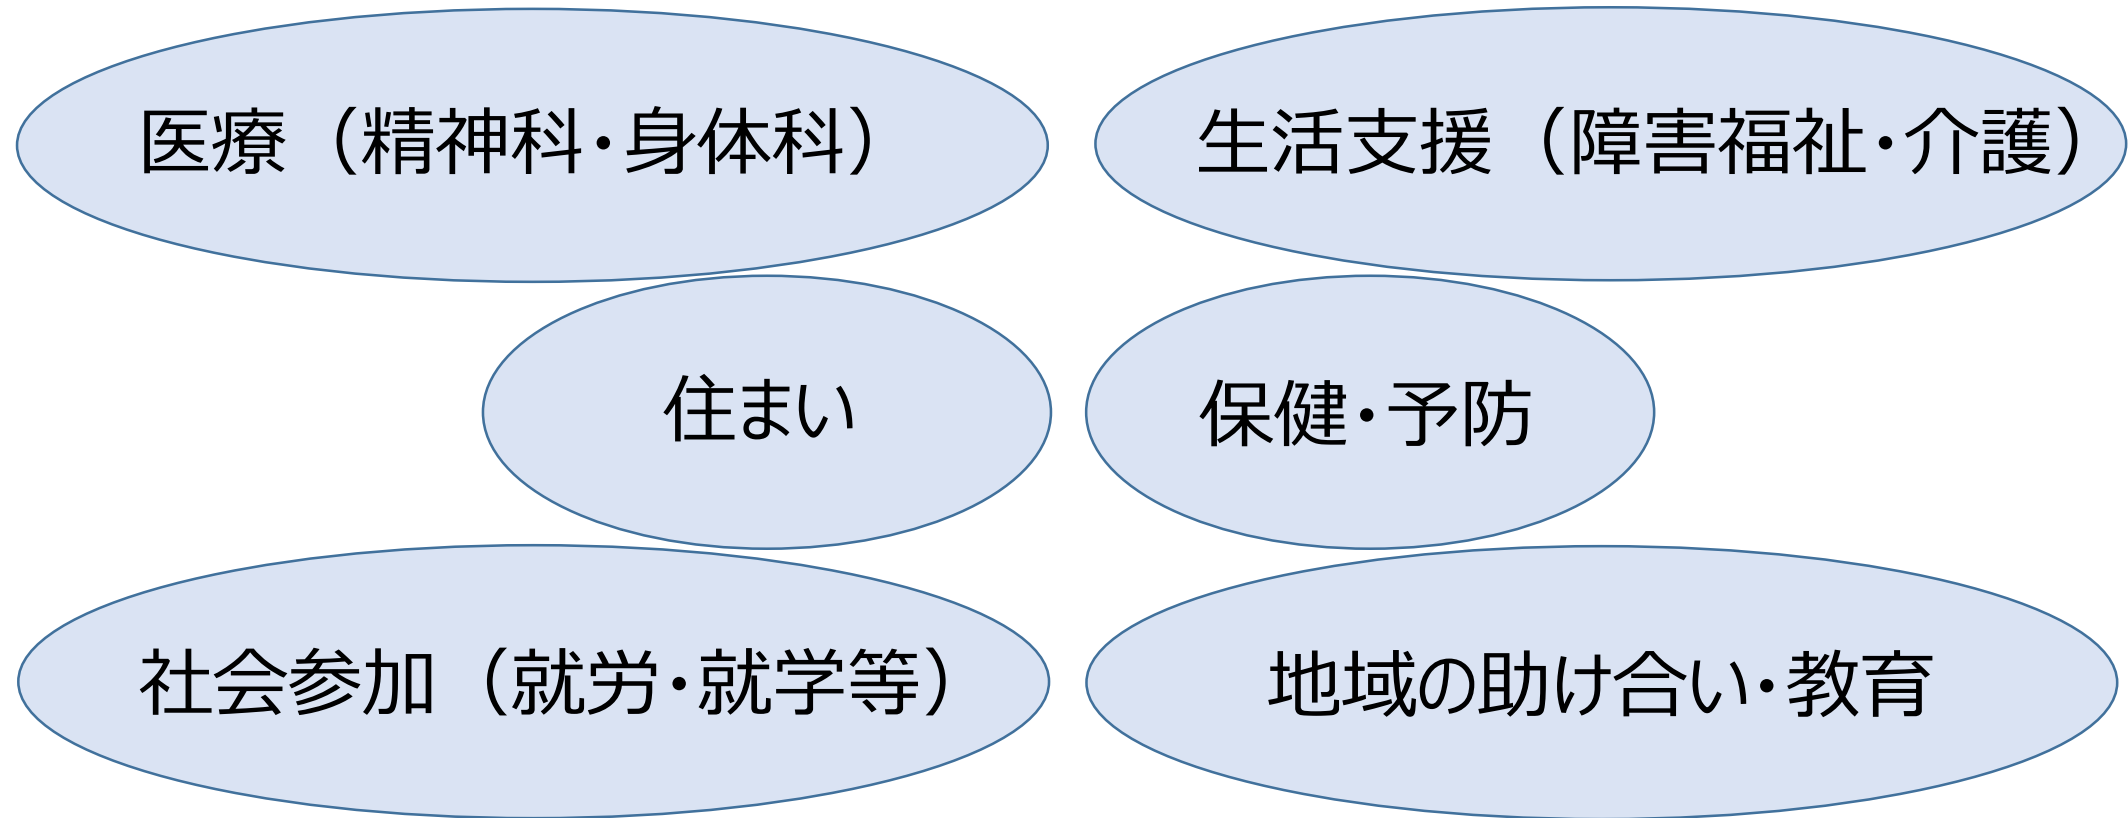 医療（精神科・身体科）
生活支援（障害福祉・介護）
住まい
保健・予防
社会参加（就労・就学等）
地域の助け合い・教育